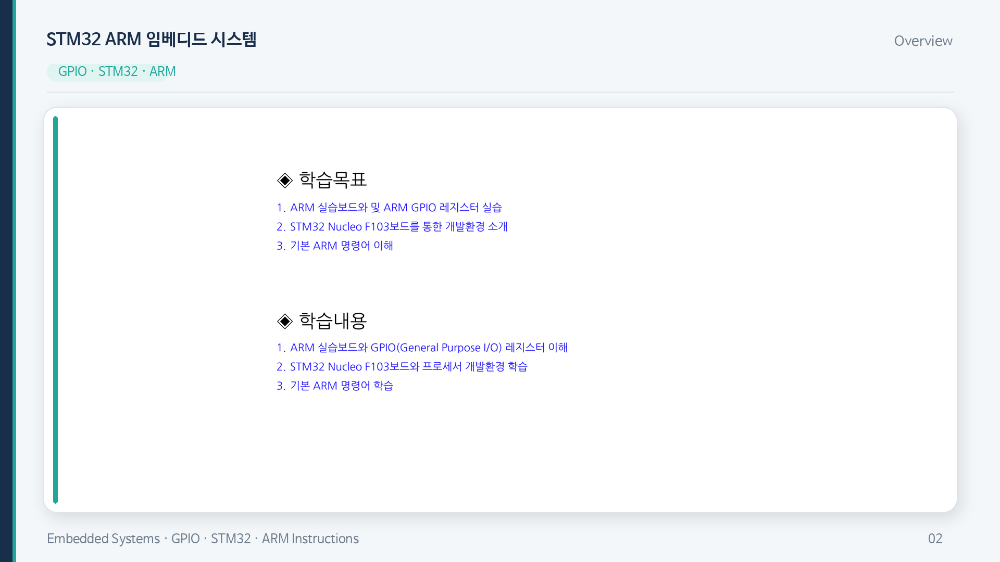 STM32 ARM 임베디드 시스템
Overview
GPIO · STM32 · ARM
◈ 학습목표
1. ARM 실습보드와 및 ARM GPIO 레지스터 실습
2. STM32 Nucleo F103보드를 통한 개발환경 소개
3. 기본 ARM 명령어 이해
◈ 학습내용
1. ARM 실습보드와 GPIO(General Purpose I/O) 레지스터 이해
2. STM32 Nucleo F103보드와 프로세서 개발환경 학습
3. 기본 ARM 명령어 학습
Embedded Systems · GPIO · STM32 · ARM Instructions
02